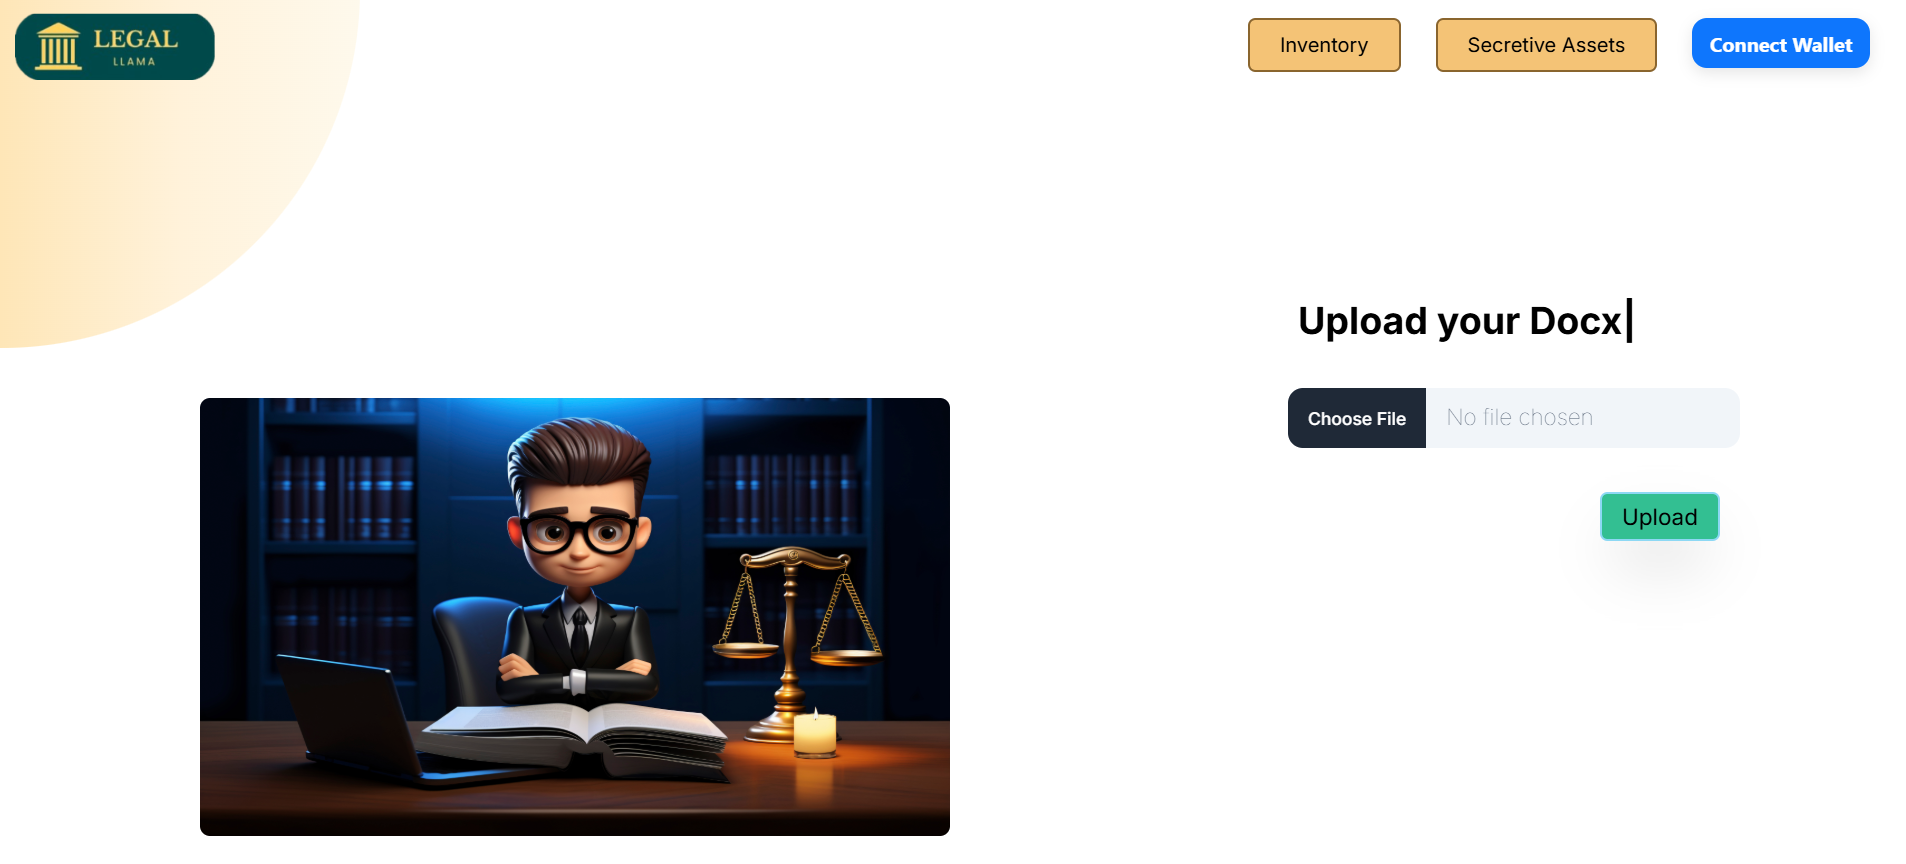 LEGAL
LLAMA
Inventory
Secretive Assets
Connect Wallet
Upload your Docx|
Choose File
No file chosen
Upload